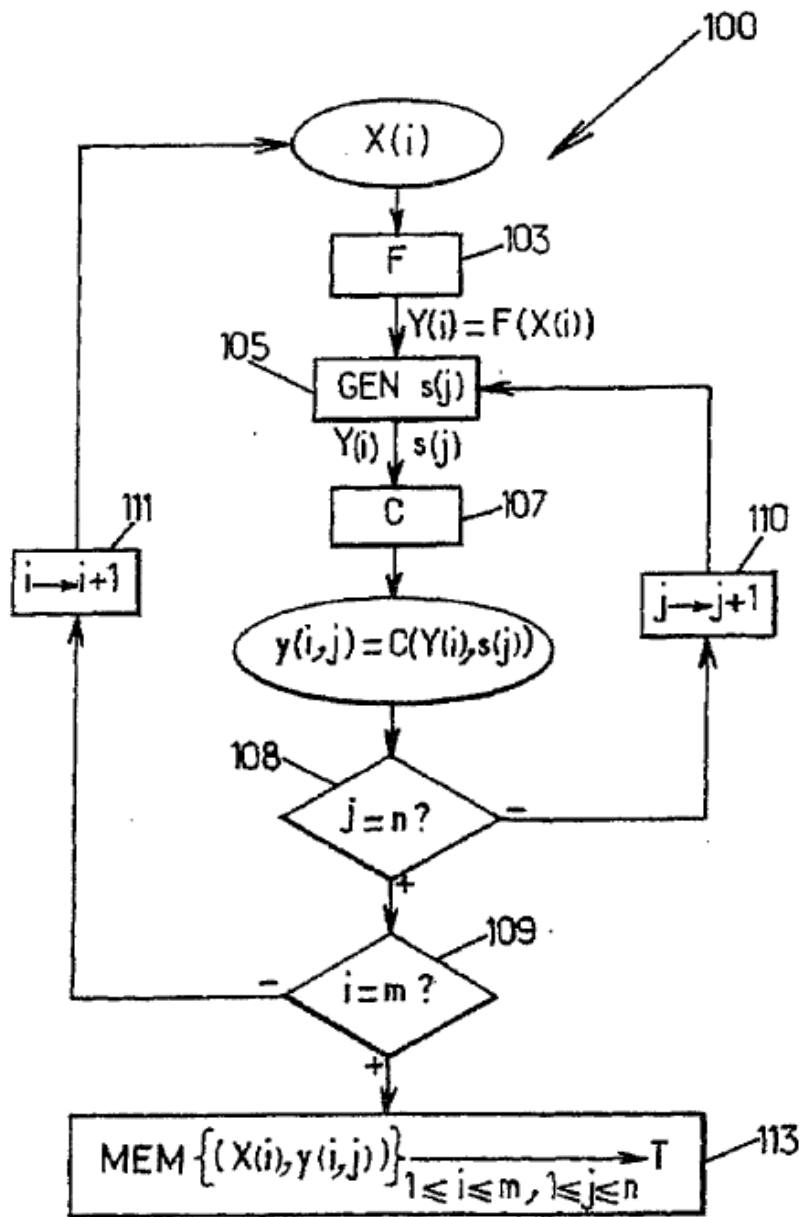 100
X(i)
103
F
Y(i)=F(X(i))
105
GEN s(j)
Y(i) s(j)
107
C
111
i→i+1
110
j→j+1
y(i,j)=C(Y(i),s(j))
108
j=n?
-
+
109
i=m?
-
+
MEM{(X(i),y(i,j))}→T
1≤i≤m, 1≤j≤n
113